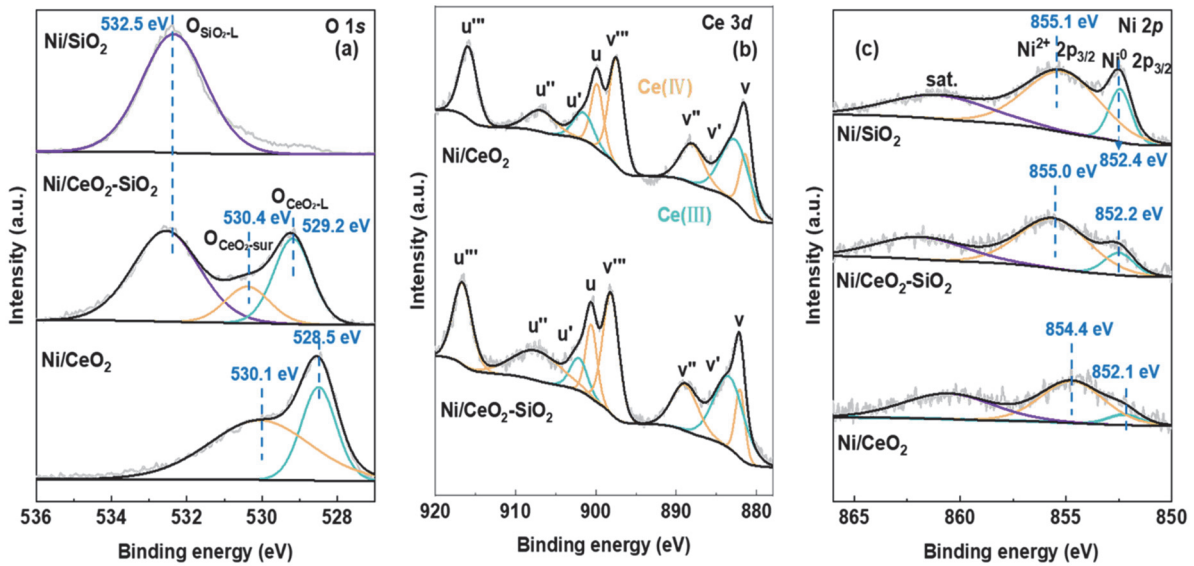 O 1s
(a)
532.5 eV
O_SiO₂-L
Ni/SiO₂
Ni/CeO₂-SiO₂
O_CeO₂-L
530.4 eV
529.2 eV
O_CeO₂-sur
Ni/CeO₂
528.5 eV
530.1 eV
Intensity (a.u.)
536 534 532 530 528
Binding energy (eV)
Ce 3d
(b)
u'''
v'''
u
u''
u'
Ce(IV)
v
v''
v'
Ni/CeO₂
Ce(III)
u'''
v'''
u
u''
u'
v
v''
v'
Ni/CeO₂-SiO₂
Intensity (a.u.)
920 910 900 890 880
Binding energy (eV)
(c)
855.1 eV
Ni 2p
Ni²⁺ 2p₃/₂
Ni⁰ 2p₃/₂
sat.
Ni/SiO₂
852.4 eV
855.0 eV
852.2 eV
Ni/CeO₂-SiO₂
854.4 eV
852.1 eV
Ni/CeO₂
Intensity (a.u.)
865 860 855 850
Binding energy (eV)